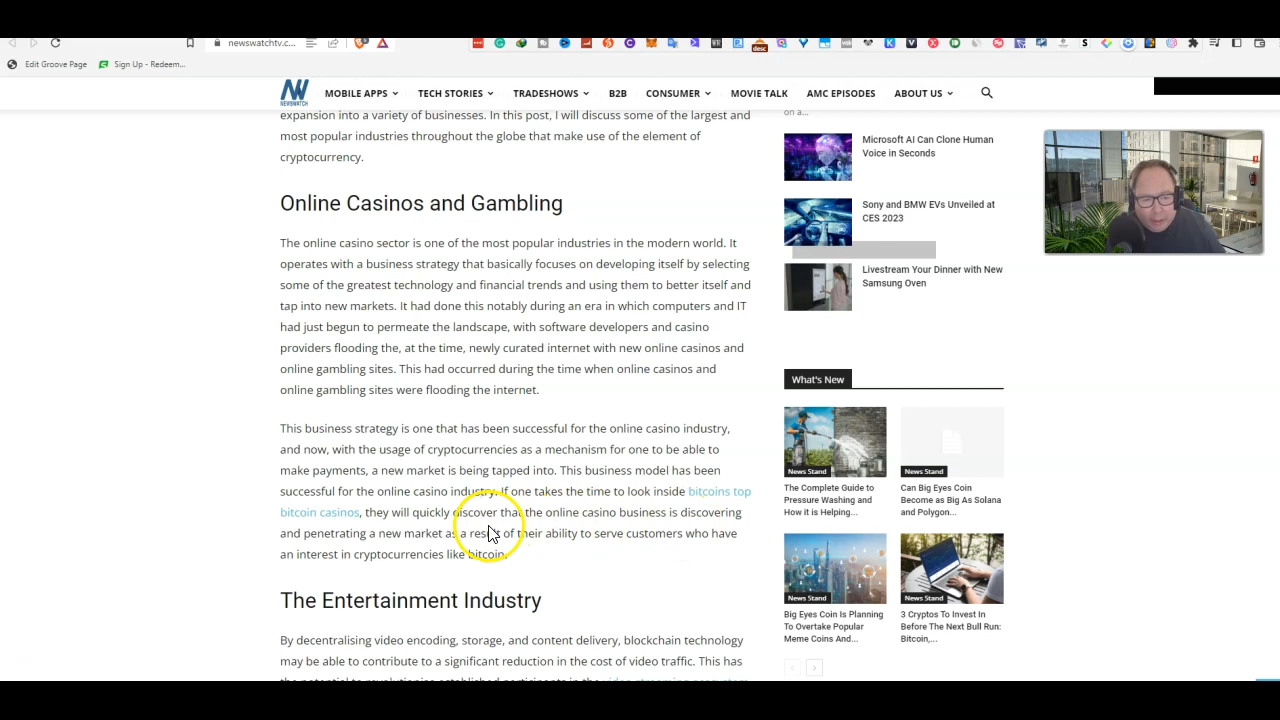 newswatchtv.c...
desc
Edit Groove Page
Sign Up - Redeem...
NW
NEWSWATCH
MOBILE APPS
TECH STORIES
TRADESHOWS
B2B
CONSUMER
MOVIE TALK
AMC EPISODES
ABOUT US
expansion into a variety of businesses. In this post, I will discuss some of the largest and
most popular industries throughout the globe that make use of the element of
cryptocurrency.
Online Casinos and Gambling
The online casino sector is one of the most popular industries in the modern world. It
operates with a business strategy that basically focuses on developing itself by selecting
some of the greatest technology and financial trends and using them to better itself and
tap into new markets. It had done this notably during an era in which computers and IT
had just begun to permeate the landscape, with software developers and casino
providers flooding the, at the time, newly curated internet with new online casinos and
online gambling sites. This had occurred during the time when online casinos and
online gambling sites were flooding the internet.
This business strategy is one that has been successful for the online casino industry,
and now, with the usage of cryptocurrencies as a mechanism for one to be able to
make payments, a new market is being tapped into. This business model has been
successful for the online casino industry. If one takes the time to look inside bitcoins top
bitcoin casinos, they will quickly discover that the online casino business is discovering
and penetrating a new market as a result of their ability to serve customers who have
an interest in cryptocurrencies like bitcoin.
The Entertainment Industry
By decentralising video encoding, storage, and content delivery, blockchain technology
may be able to contribute to a significant reduction in the cost of video traffic. This has
the potential to revolutionise established participants in the video streaming ecosystem
on a...
Microsoft AI Can Clone Human
Voice in Seconds
Sony and BMW EVs Unveiled at
CES 2023
Livestream Your Dinner with New
Samsung Oven
What's New
News Stand
The Complete Guide to
Pressure Washing and
How it is Helping...
News Stand
Can Big Eyes Coin
Become as Big As Solana
and Polygon...
News Stand
Big Eyes Coin Is Planning
To Overtake Popular
Meme Coins And...
News Stand
3 Cryptos To Invest In
Before The Next Bull Run:
Bitcoin,...